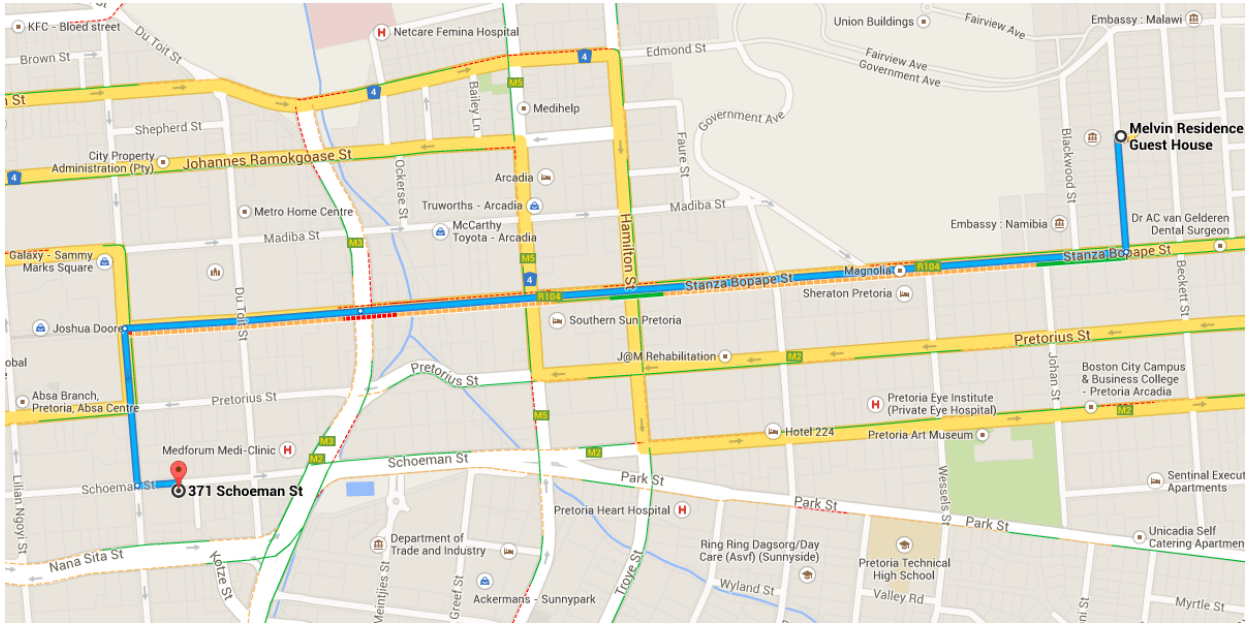 KFC - Bloed street
Du Toit St
Netcare Femina Hospital
Union Buildings
Fairview Ave
Embassy : Malawi
Brown St
4
Edmond St
Fairview Ave
Government Ave
M5
M5
4
Bailey Ln
Medihelp
Shepherd St
Government Ave
Melvin Residence
Guest House
Blackwood St
City Property
Administration (Pty)
Johannes Ramokgoase St
Faure St
4
Arcadia
Ockerse St
Truworths - Arcadia
Madiba St
Metro Home Centre
McCarthy
Toyota - Arcadia
Hamilton St
Embassy : Namibia
Dr AC van Gelderen
Dental Surgeon
Madiba St
M3
Galaxy - Sammy
Marks Square
M5
Stanza Bopape St
Magnolia
R104
4
Stanza Bopape St
Beckett St
Du Toit St
R104
Sheraton Pretoria
Joshua Doore
Southern Sun Pretoria
Pretorius St
J@M Rehabilitation
M2
Pretorius St
Johan St
Boston City Campus
& Business College
- Pretoria Arcadia
Absa Branch,
Pretoria, Absa Centre
Pretorius St
Pretoria Eye Institute
(Private Eye Hospital)
M2
M5
Hotel 224
Pretoria Art Museum
M3
Medforum Medi-Clinic
M2
M2
Schoeman St
Lilian Ngoyi St
Schoeman St
371 Schoeman St
Park St
Wessels St
Sentinal Execut
Apartments
Park St
Pretoria Heart Hospital
Park St
Unicadia Self
Catering Apartment
Nana Sita St
Kotze St
Department of
Trade and Industry
Meintjies St
Greef St
Troye St
Ring Ring Dagsorg/Day
Care (Asvf) (Sunnyside)
Pretoria Technical
High School
Wyland St
Valley Rd
Ackermans - Sunnypark
Myrtle St